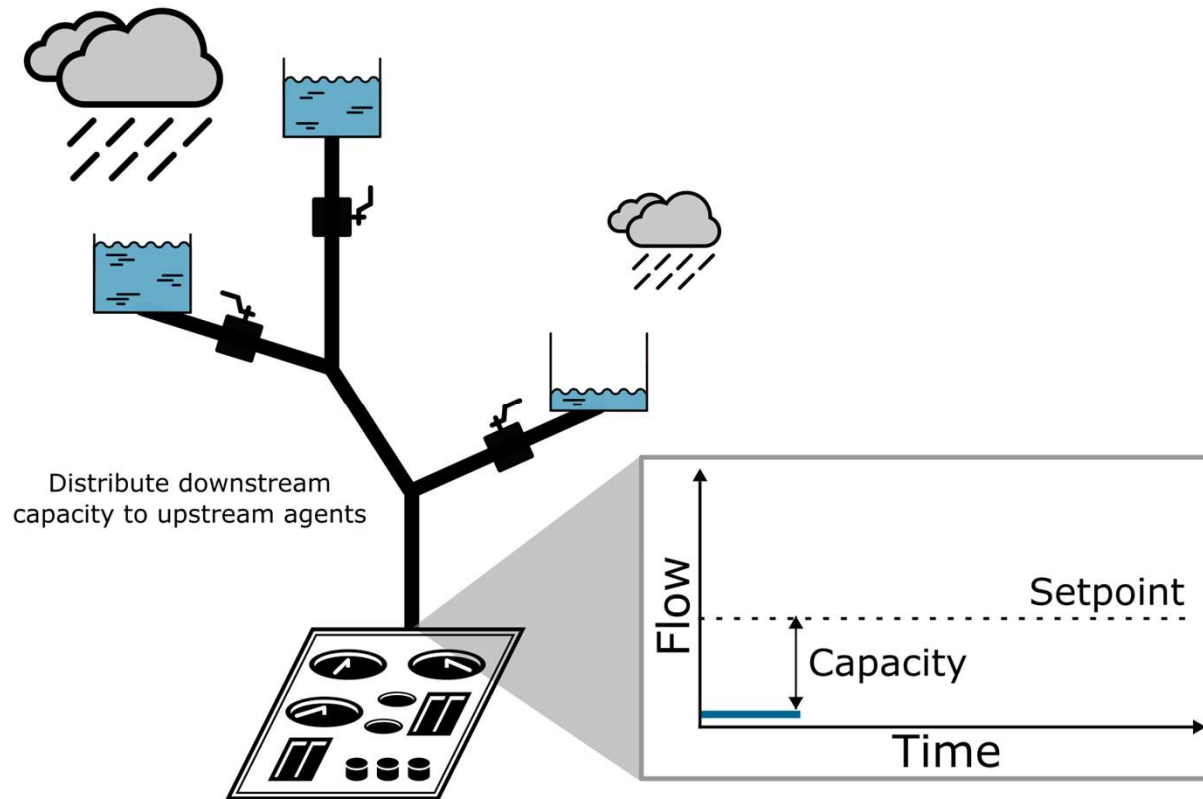 Distribute downstream
capacity to upstream agents
Flow
Setpoint
Capacity
Time